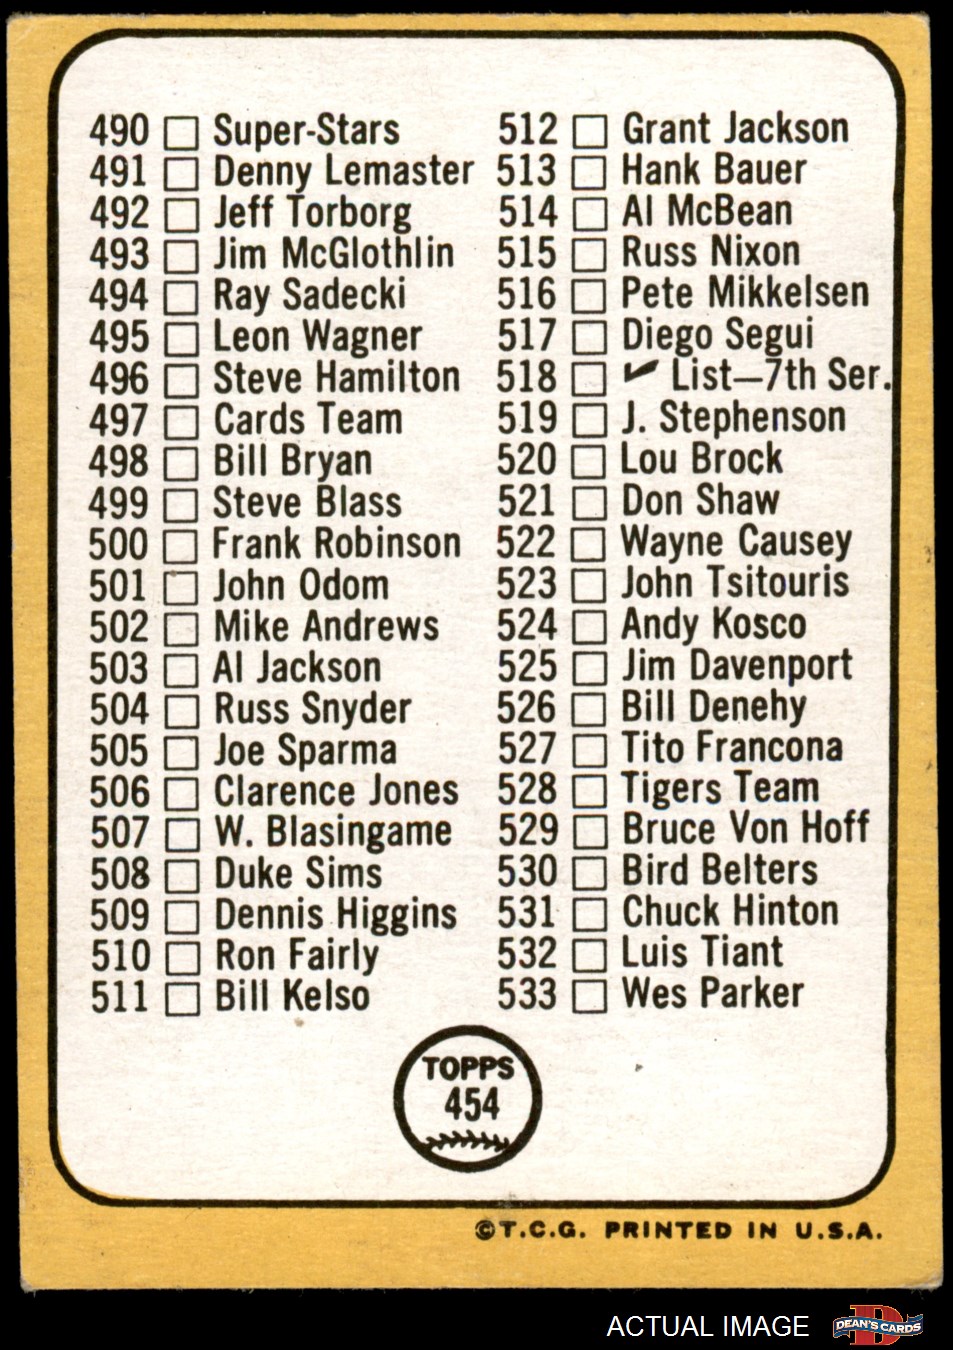 490 Super-Stars
491 Denny Lemaster
492 Jeff Torborg
493 Jim McGlothlin
494 Ray Sadecki
495 Leon Wagner
496 Steve Hamilton
497 Cards Team
498 Bill Bryan
499 Steve Blass
500 Frank Robinson
501 John Odom
502 Mike Andrews
503 Al Jackson
504 Russ Snyder
505 Joe Sparma
506 Clarence Jones
507 W. Blasingame
508 Duke Sims
509 Dennis Higgins
510 Ron Fairly
511 Bill Kelso
512 Grant Jackson
513 Hank Bauer
514 Al McBean
515 Russ Nixon
516 Pete Mikkelsen
517 Diego Segui
518 ✔ List—7th Ser.
519 J. Stephenson
520 Lou Brock
521 Don Shaw
522 Wayne Causey
523 John Tsitouris
524 Andy Kosco
525 Jim Davenport
526 Bill Denehy
527 Tito Francona
528 Tigers Team
529 Bruce Von Hoff
530 Bird Belters
531 Chuck Hinton
532 Luis Tiant
533 Wes Parker
TOPPS
454
©T.C.G. PRINTED IN U.S.A.
ACTUAL IMAGE
D
DEAN'S CARDS